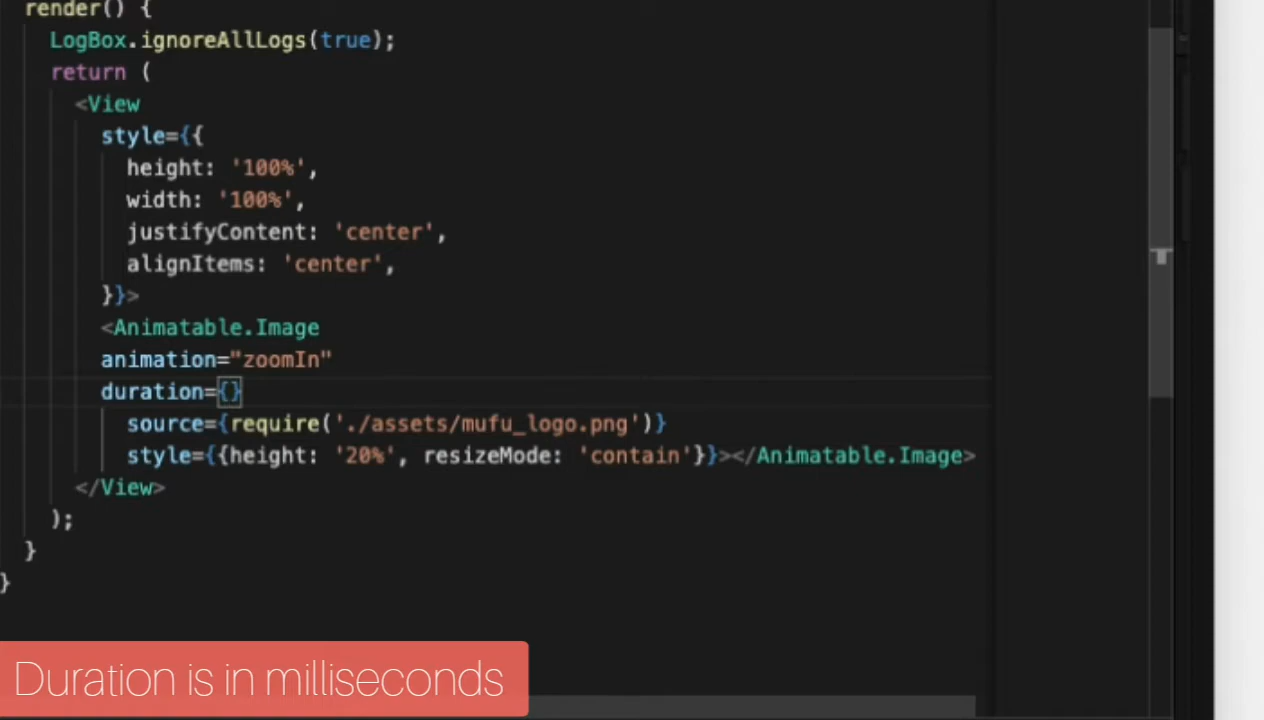 render() {
LogBox.ignoreAllLogs(true);
return (
<View
style={{
height: '100%',
width: '100%',
justifyContent: 'center',
alignItems: 'center',
}}>
<Animatable.Image
animation="zoomIn"
duration={}
source={require('./assets/mufu_logo.png')}
style={{height: '20%', resizeMode: 'contain'}}></Animatable.Image>
</View>
);
}
}
Duration is in milliseconds